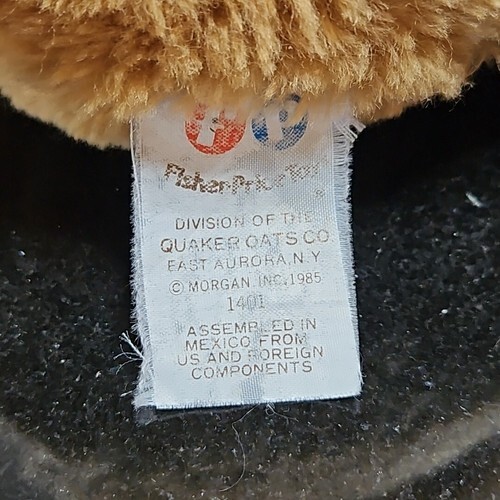 FP
Fisher-Price Toys
DIVISION OF THE
QUAKER OATS CO
EAST AURORA, N.Y
© MORGAN, INC. 1985
1401
ASSEMBLED IN
MEXICO FROM
US AND FOREIGN
COMPONENTS